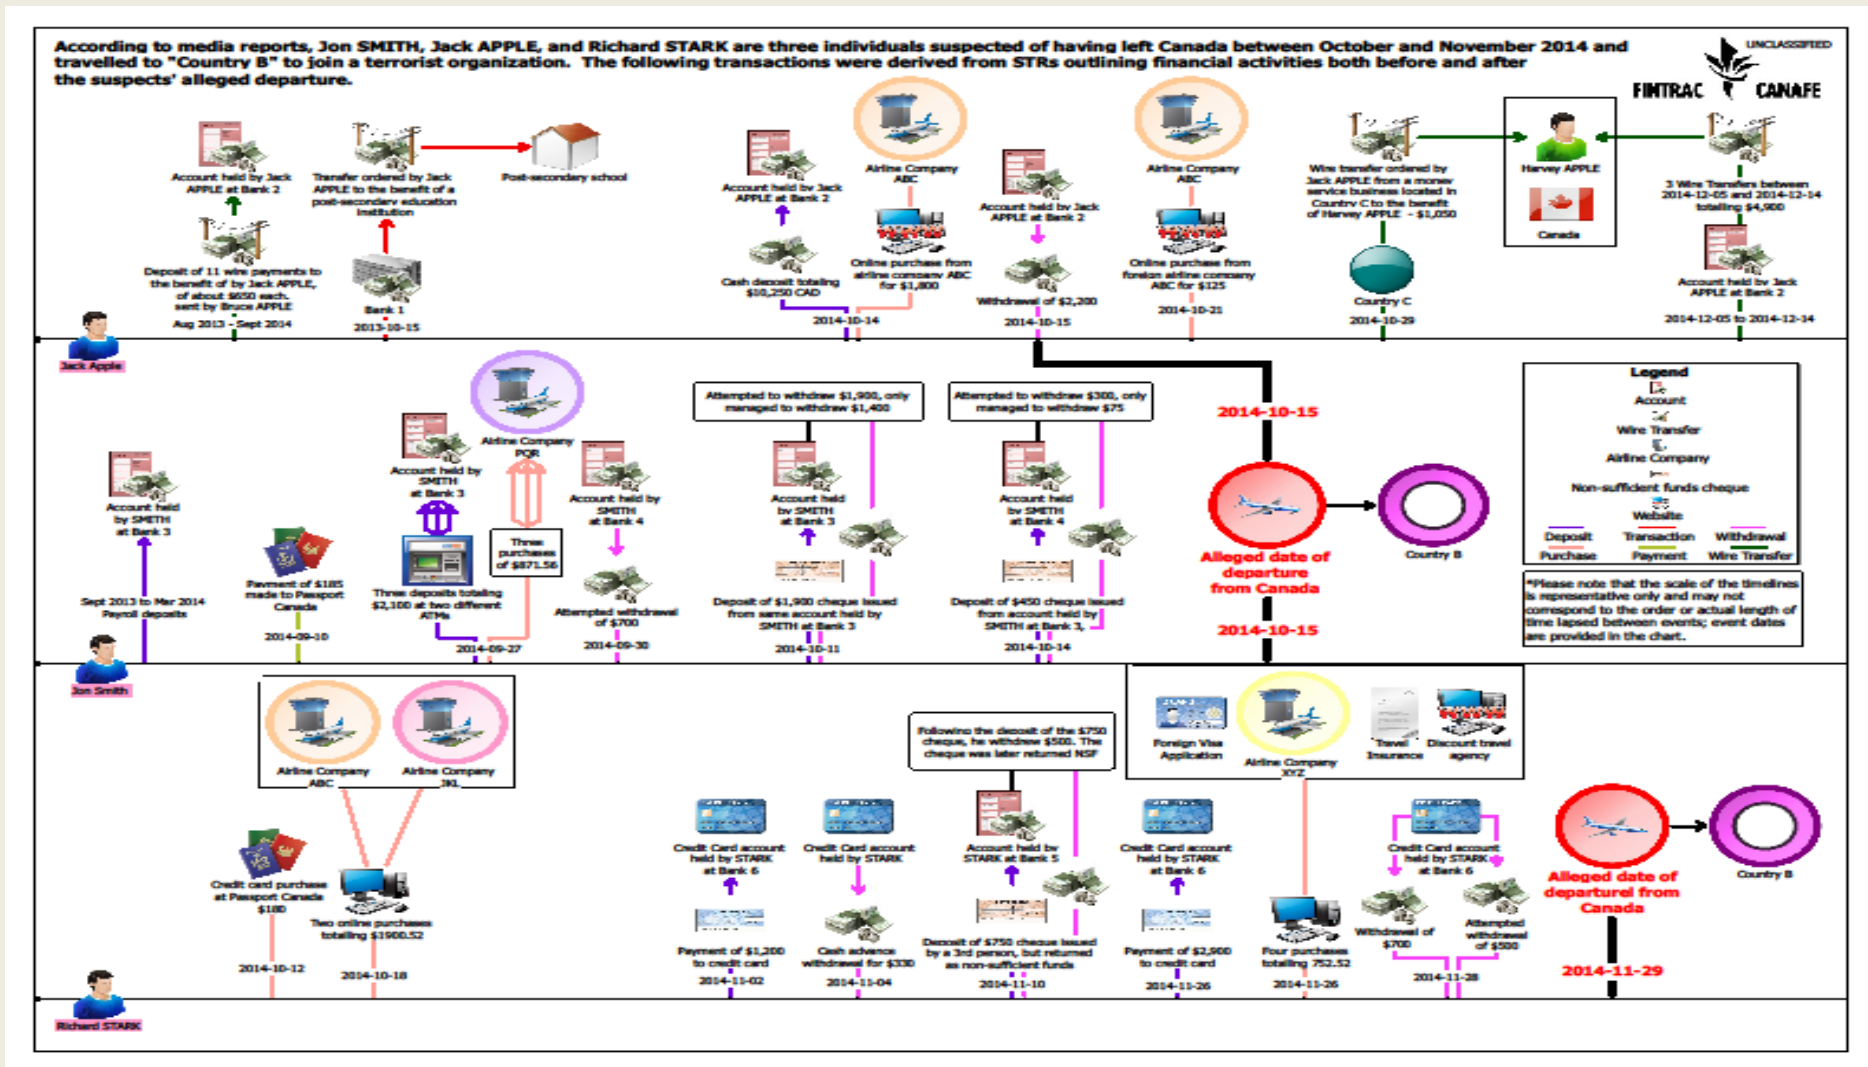 According to media reports, Jon SMITH, Jack APPLE, and Richard STARK are three individuals suspected of having left Canada between October and November 2014 and
travelled to "Country B" to join a terrorist organization. The following transactions were derived from STRs outlining financial activities both before and after
the suspects' alleged departure.
UNCLASSIFIED
FINTRAC CANAFE
Account held by Jack
APPLE at Bank 2
Deposit of 11 wire payments to
the benefit of by Jack APPLE,
of about $650 each.
sent by Bruce APPLE
Aug 2013 - Sept 2014
Transfer ordered by Jack
APPLE to the benefit of a
post-secondary education
institution
Bank 1
2013-10-15
Post-secondary school
Account held by Jack
APPLE at Bank 2
Cash deposit totaling
$10,250 CAD
Airline Company
ABC
Online purchase from
airline company ABC
for $1,800
2014-10-14
Account held by Jack
APPLE at Bank 2
Withdrawal of $2,200
2014-10-15
Airline Company
ABC
Online purchase from
foreign airline company
ABC for $125
2014-10-21
Wire transfer ordered by
Jack APPLE from a money
service business located in
Country C to the benefit
of Harvey APPLE - $1,050
Country C
2014-10-29
Harvey APPLE
Canada
3 Wire Transfers between
2014-12-05 and 2014-12-14
totalling $4,900
Account held by Jack
APPLE at Bank 2
2014-12-05 to 2014-12-14
Jack Apple
Account held
by SMITH
at Bank 3
Sept 2013 to Mar 2014
Payroll deposits
Payment of $185
made to Passport
Canada
2014-09-10
Account held by
SMITH
at Bank 3
Three deposits totaling
$2,100 at two different
ATMs
Airline Company
PQR
Three
purchases
of $871.56
2014-09-27
Account held by
SMITH
at Bank 4
Attempted withdrawal
of $700
2014-09-30
Attempted to withdraw $1,900, only
managed to withdraw $1,400
Account held
by SMITH
at Bank 3
Deposit of $1,900 cheque issued
from same account held by
SMITH at Bank 3
2014-10-11
Attempted to withdraw $300, only
managed to withdraw $75
Account held
by SMITH
at Bank 4
Deposit of $450 cheque issued
from account held by
SMITH at Bank 3,
2014-10-14
2014-10-15
Alleged date of
departure
from Canada
2014-10-15
Country B
Legend
Account
Wire Transfer
Airline Company
Non-sufficient funds cheque
Website
Deposit Transaction Withdrawal
Purchase Payment Wire Transfer
*Please note that the scale of the timelines
is representative only and may not
correspond to the order or actual length of
time lapsed between events; event dates
are provided in the chart.
Jon Smith
Airline Company
ABC
Airline Company
JKL
Credit card purchase
at Passport Canada
$180
2014-10-12
Two online purchases
totalling $1900.52
2014-10-18
Credit Card account
held by STARK
at Bank 6
Payment of $1,200
to credit card
2014-11-02
Credit Card account
held by STARK
Cash advance
withdrawal for $330
2014-11-04
Following the deposit of the $750
cheque, he withdrew $500. The
cheque was later returned NSF
Account held by
STARK at Bank 5
Deposit of $750 cheque issued
by a 3rd person, but returned
as non-sufficient funds
2014-11-10
Credit Card account
held by STARK
at Bank 6
Payment of $2,900
to credit card
2014-11-26
Foreign Visa
Application
Airline Company
XYZ
Travel
Insurance
Discount travel
agency
Four purchases
totalling 752.52
2014-11-26
Credit Card account
held by STARK
at Bank 6
Withdrawal of
$700
Attempted
withdrawal
of $500
2014-11-28
Alleged date of
departurel from
Canada
2014-11-29
Country B
Richard STARK